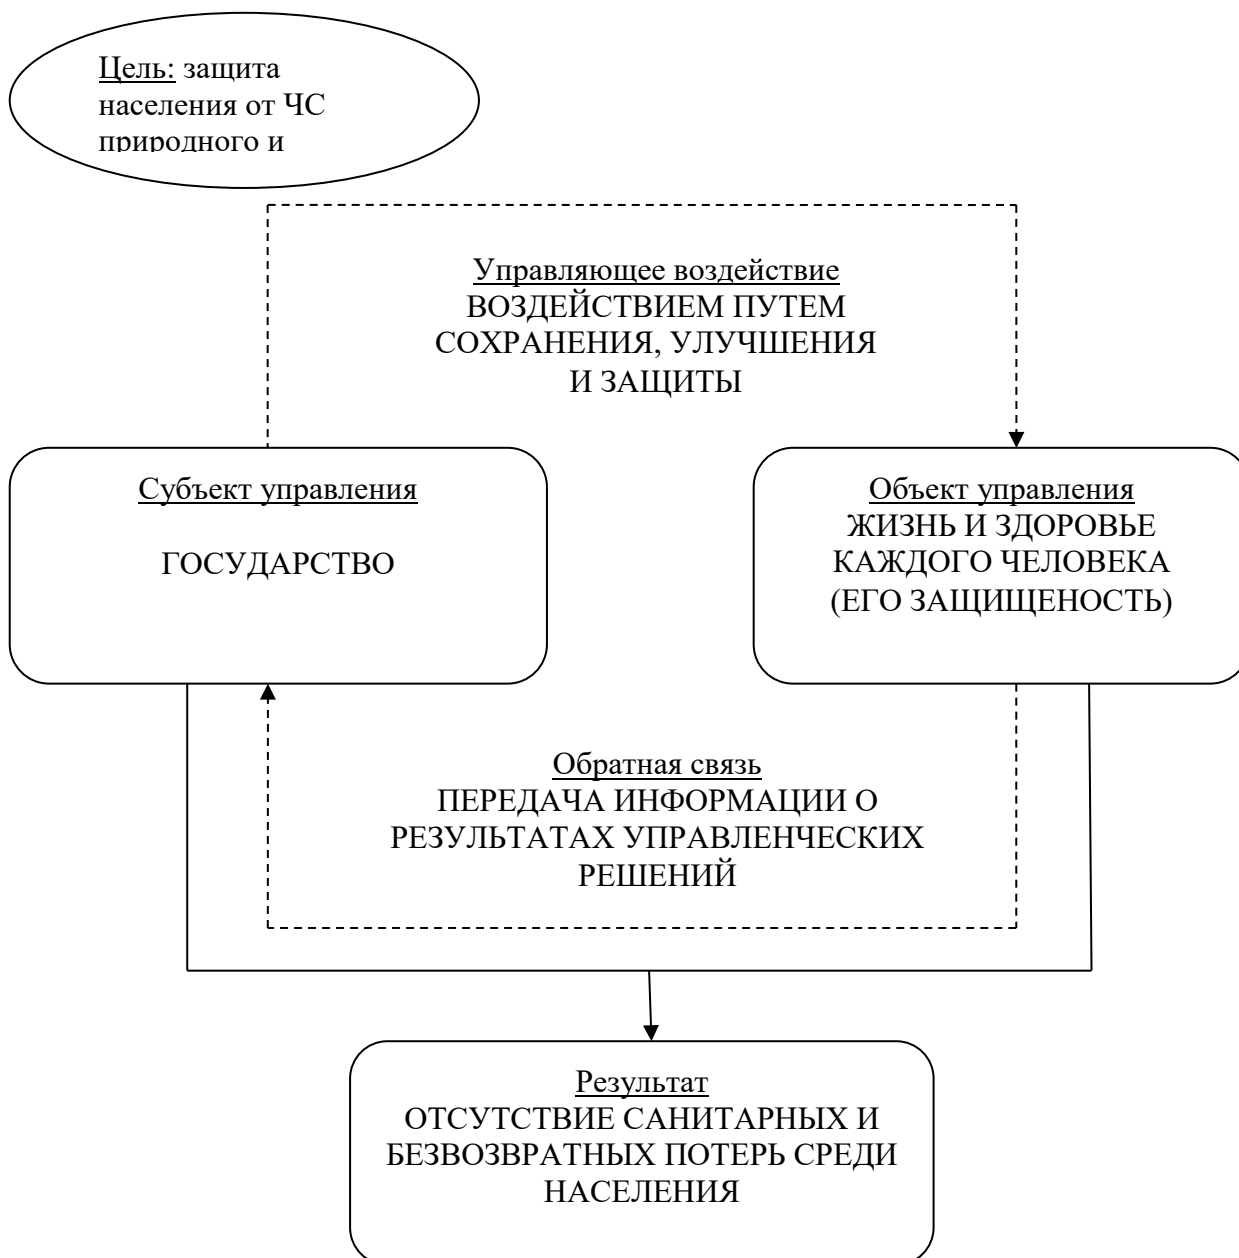 Цель: защита
населения от ЧС
природного и
Управляющее воздействие
ВОЗДЕЙСТВИЕМ ПУТЕМ
СОХРАНЕНИЯ, УЛУЧШЕНИЯ
И ЗАЩИТЫ
Субъект управления
ГОСУДАРСТВО
Объект управления
ЖИЗНЬ И ЗДОРОВЬЕ
КАЖДОГО ЧЕЛОВЕКА
(ЕГО ЗАЩИЩЕНОСТЬ)
Обратная связь
ПЕРЕДАЧА ИНФОРМАЦИИ О
РЕЗУЛЬТАТАХ УПРАВЛЕНЧЕСКИХ
РЕШЕНИЙ
Результат
ОТСУТСТВИЕ САНИТАРНЫХ И
БЕЗВОЗВРАТНЫХ ПОТЕРЬ СРЕДИ
НАСЕЛЕНИЯ